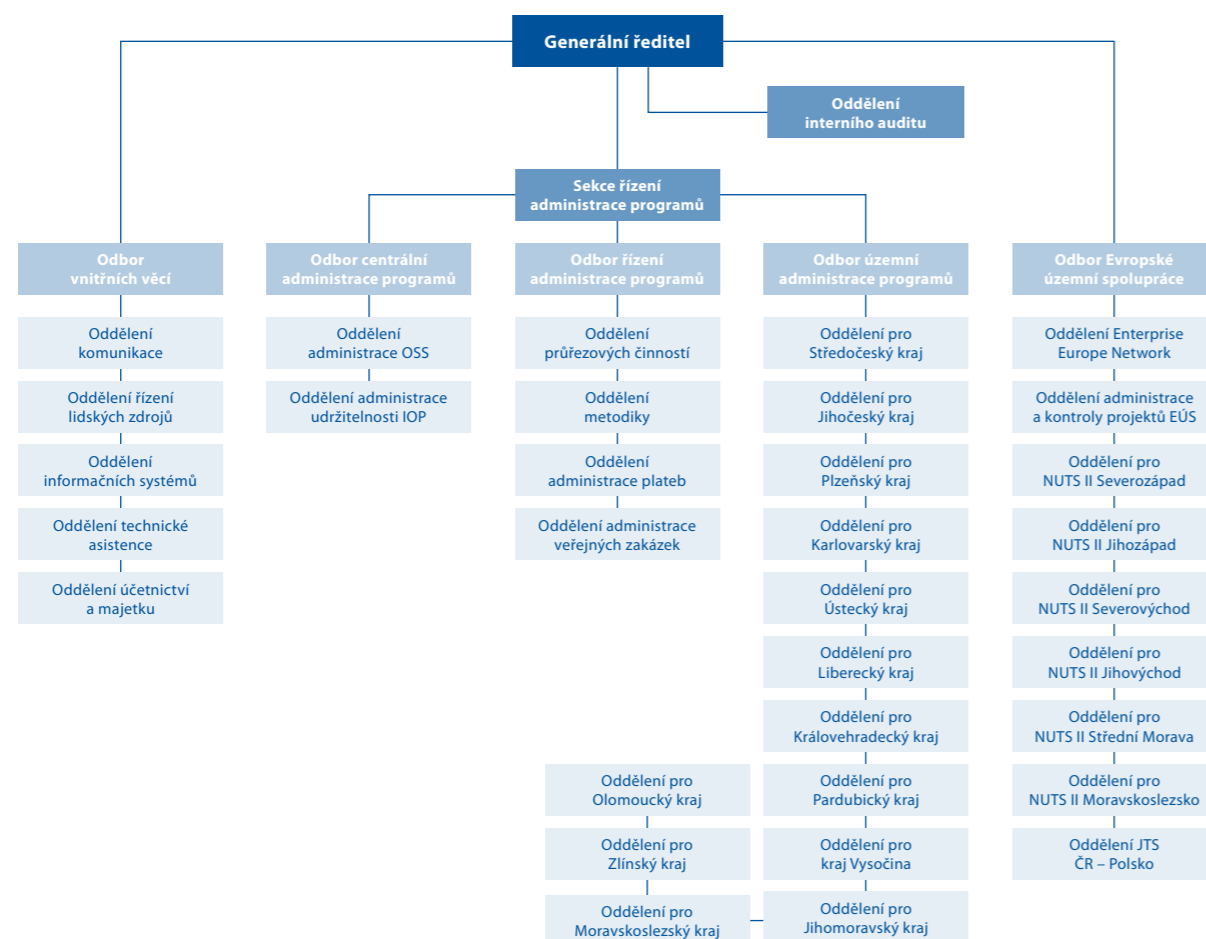 Generální ředitel
Oddělení
interního auditu
Sekce řízení
administrace programů
Odbor
vnitřních věcí
Odbor centrální
administrace programů
Odbor řízení
administrace programů
Odbor územní
administrace programů
Odbor Evropské
územní spolupráce
Oddělení
komunikace
Oddělení řízení
lidských zdrojů
Oddělení
informačních systémů
Oddělení technické
asistence
Oddělení účetnictví
a majetku
Oddělení
administrace OSS
Oddělení administrace
udržitelnosti IOP
Oddělení
průřezových činností
Oddělení
metodiky
Oddělení
administrace plateb
Oddělení administrace
veřejných zakázek
Oddělení pro
Středočeský kraj
Oddělení pro
Jihočeský kraj
Oddělení pro
Plzeňský kraj
Oddělení pro
Karlovarský kraj
Oddělení pro
Ústecký kraj
Oddělení pro
Liberecký kraj
Oddělení pro
Královehradecký kraj
Oddělení pro
Pardubický kraj
Oddělení pro
kraj Vysočina
Oddělení pro
Jihomoravský kraj
Oddělení pro
Olomoucký kraj
Oddělení pro
Zlínský kraj
Oddělení pro
Moravskoslezský kraj
Oddělení Enterprise
Europe Network
Oddělení administrace
a kontroly projektů EÚS
Oddělení pro
NUTS II Severozápad
Oddělení pro
NUTS II Jihozápad
Oddělení pro
NUTS II Severovýchod
Oddělení pro
NUTS II Jihovýchod
Oddělení pro
NUTS II Střední Morava
Oddělení pro
NUTS II Moravskoslezsko
Oddělení JTS
ČR – Polsko